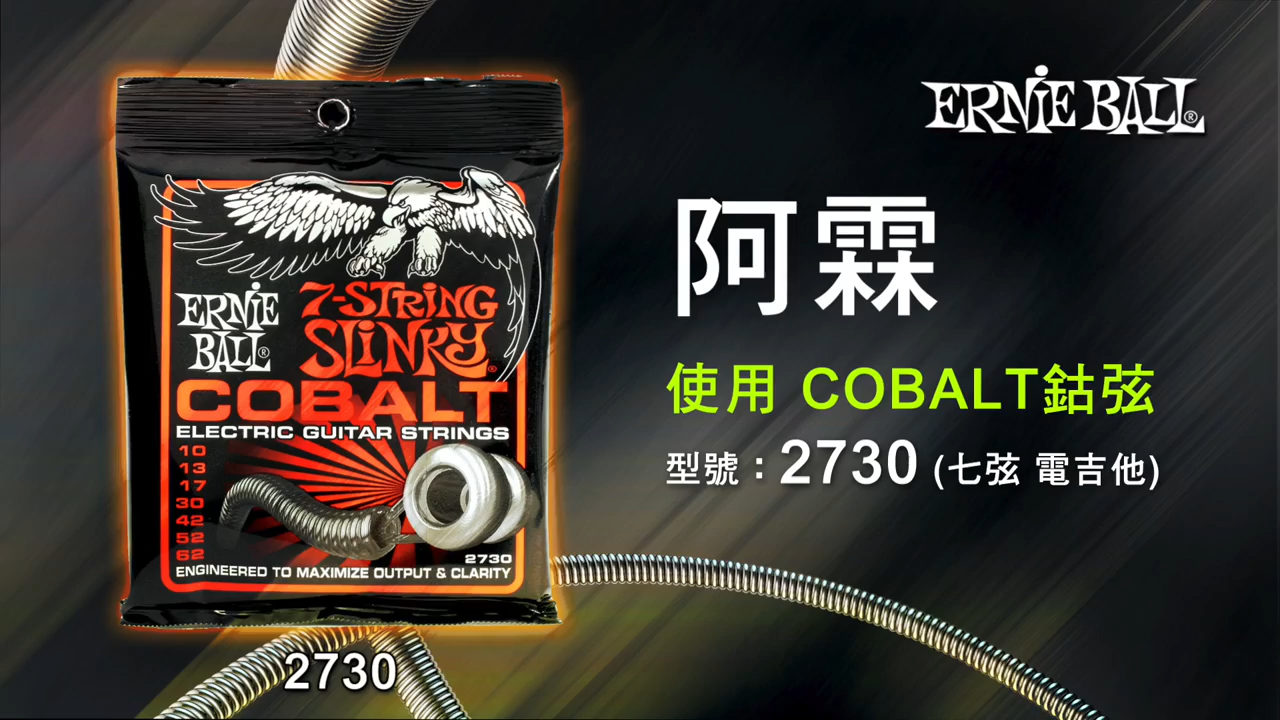 ERNIE BALL®
阿霖
使用 COBALT鈷弦
型號：2730 (七弦 電吉他)
ERNIE
BALL®
7-STRING
SLINKY®
COBALT
ELECTRIC GUITAR STRINGS
10
13
17
30
42
52
62
2730
ENGINEERED TO MAXIMIZE OUTPUT & CLARITY
2730